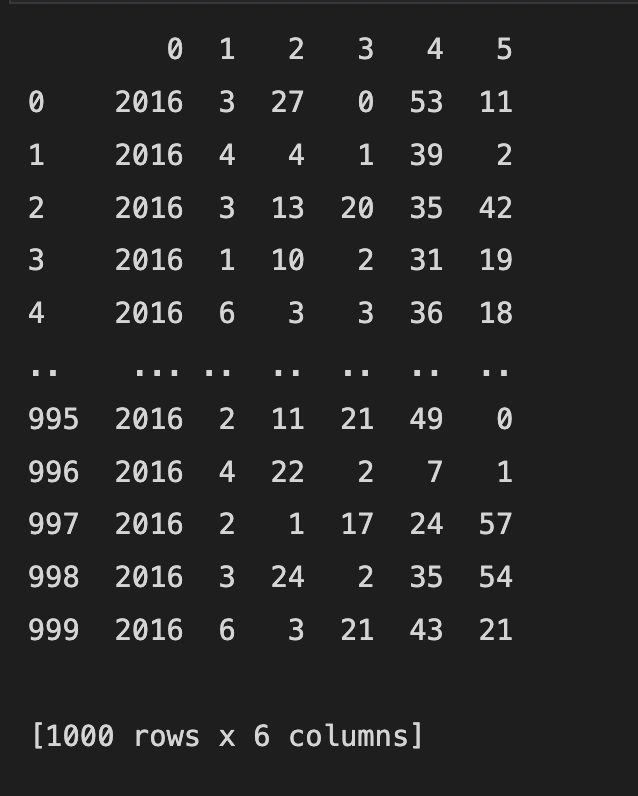 0 1 2 3 4 5
0 2016 3 27 0 53 11
1 2016 4 4 1 39 2
2 2016 3 13 20 35 42
3 2016 1 10 2 31 19
4 2016 6 3 3 36 18
.. ... .. .. .. .. ..
995 2016 2 11 21 49 0
996 2016 4 22 2 7 1
997 2016 2 1 17 24 57
998 2016 3 24 2 35 54
999 2016 6 3 21 43 21
[1000 rows x 6 columns]